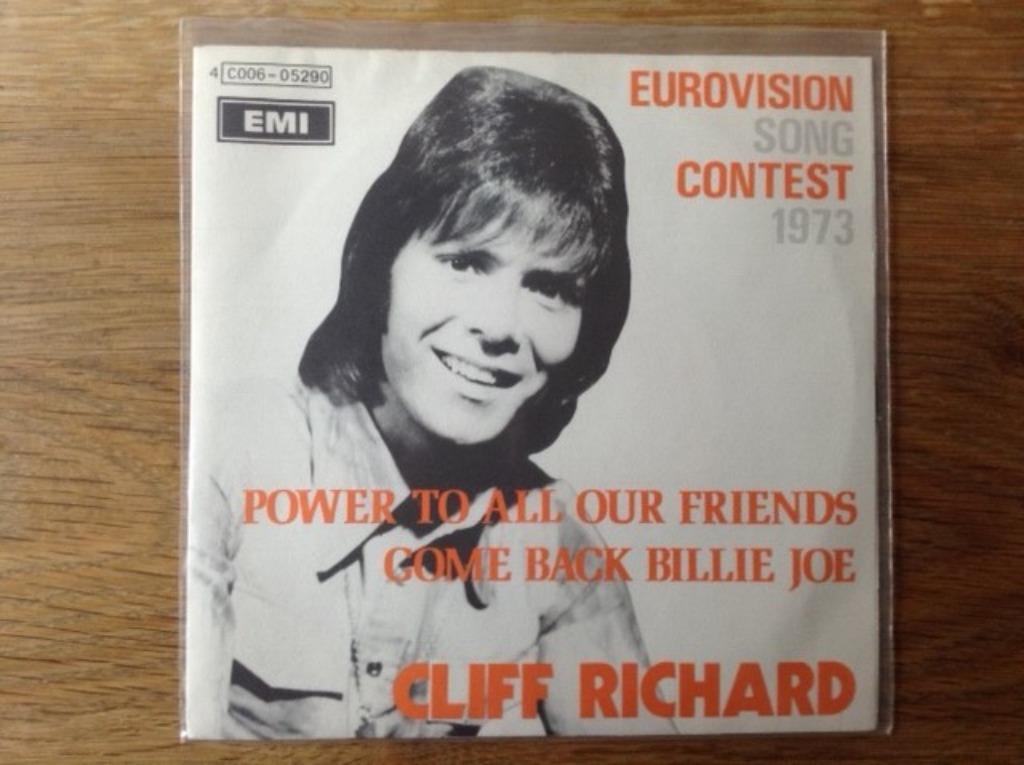 4 C006-05290
EMI
EUROVISION
SONG
CONTEST
1973
POWER TO ALL OUR FRIENDS
COME BACK BILLIE JOE
CLIFF RICHARD